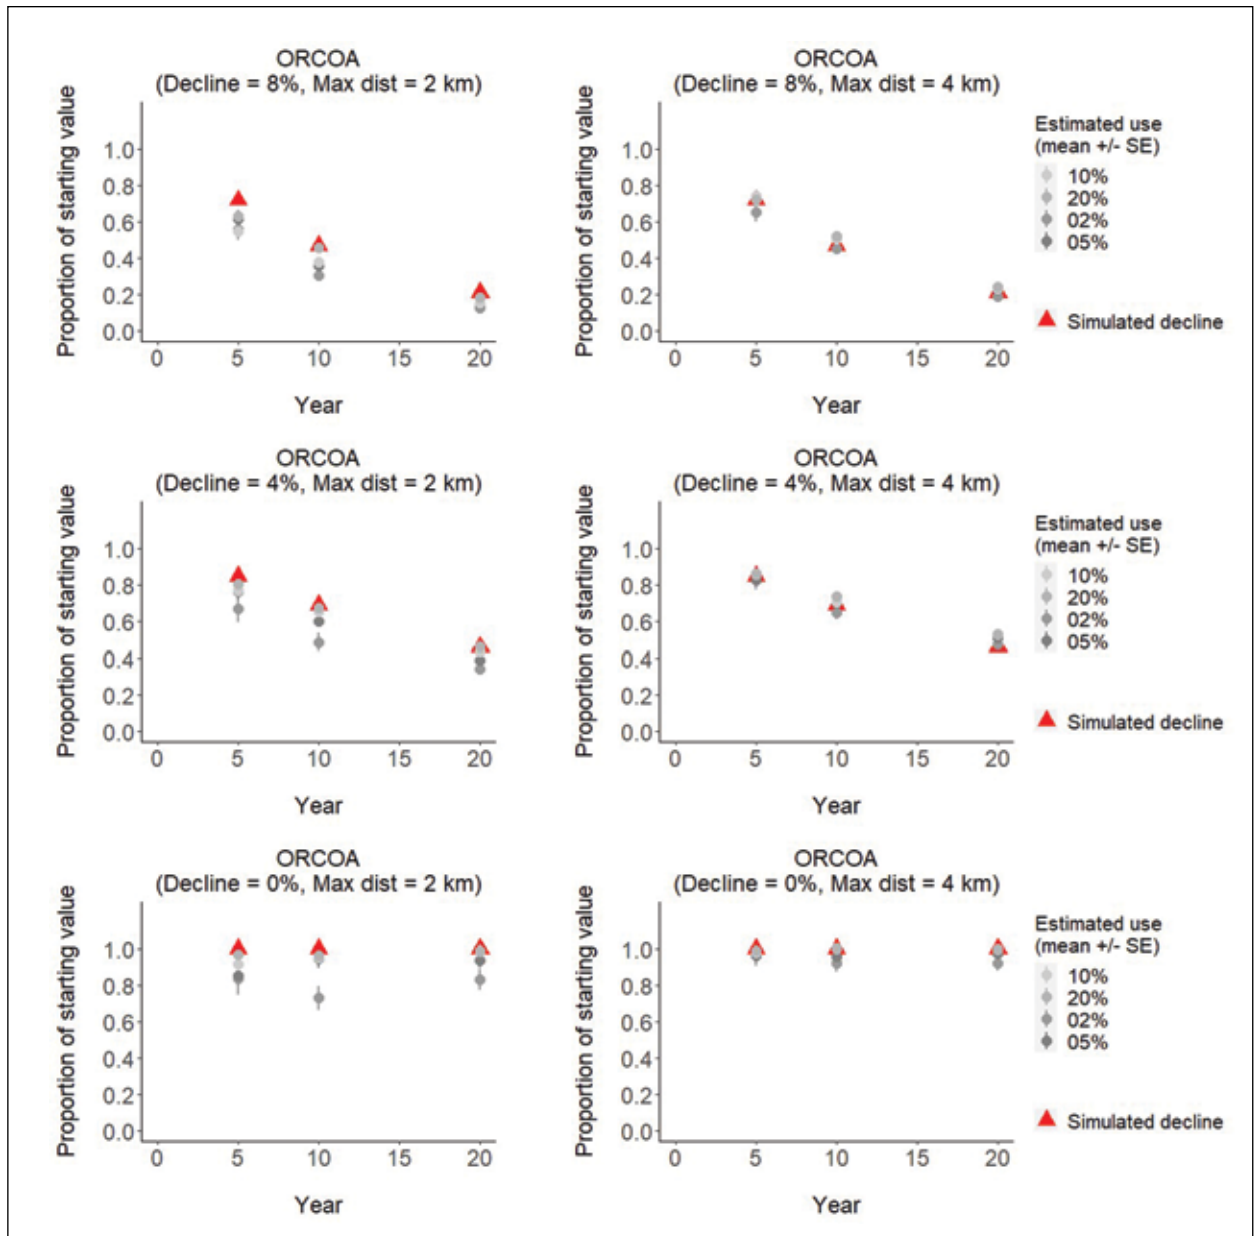 ORCOA
(Decline = 8%, Max dist = 2 km)
Proportion of starting value
1.0
0.8
0.6
0.4
0.2
0.0
0 5 10 15 20
Year
ORCOA
(Decline = 8%, Max dist = 4 km)
Proportion of starting value
1.0
0.8
0.6
0.4
0.2
0.0
0 5 10 15 20
Year
Estimated use
(mean +/- SE)
10%
20%
02%
05%
Simulated decline
ORCOA
(Decline = 4%, Max dist = 2 km)
Proportion of starting value
1.0
0.8
0.6
0.4
0.2
0.0
0 5 10 15 20
Year
ORCOA
(Decline = 4%, Max dist = 4 km)
Proportion of starting value
1.0
0.8
0.6
0.4
0.2
0.0
0 5 10 15 20
Year
Estimated use
(mean +/- SE)
10%
20%
02%
05%
Simulated decline
ORCOA
(Decline = 0%, Max dist = 2 km)
Proportion of starting value
1.0
0.8
0.6
0.4
0.2
0.0
0 5 10 15 20
Year
ORCOA
(Decline = 0%, Max dist = 4 km)
Proportion of starting value
1.0
0.8
0.6
0.4
0.2
0.0
0 5 10 15 20
Year
Estimated use
(mean +/- SE)
10%
20%
02%
05%
Simulated decline